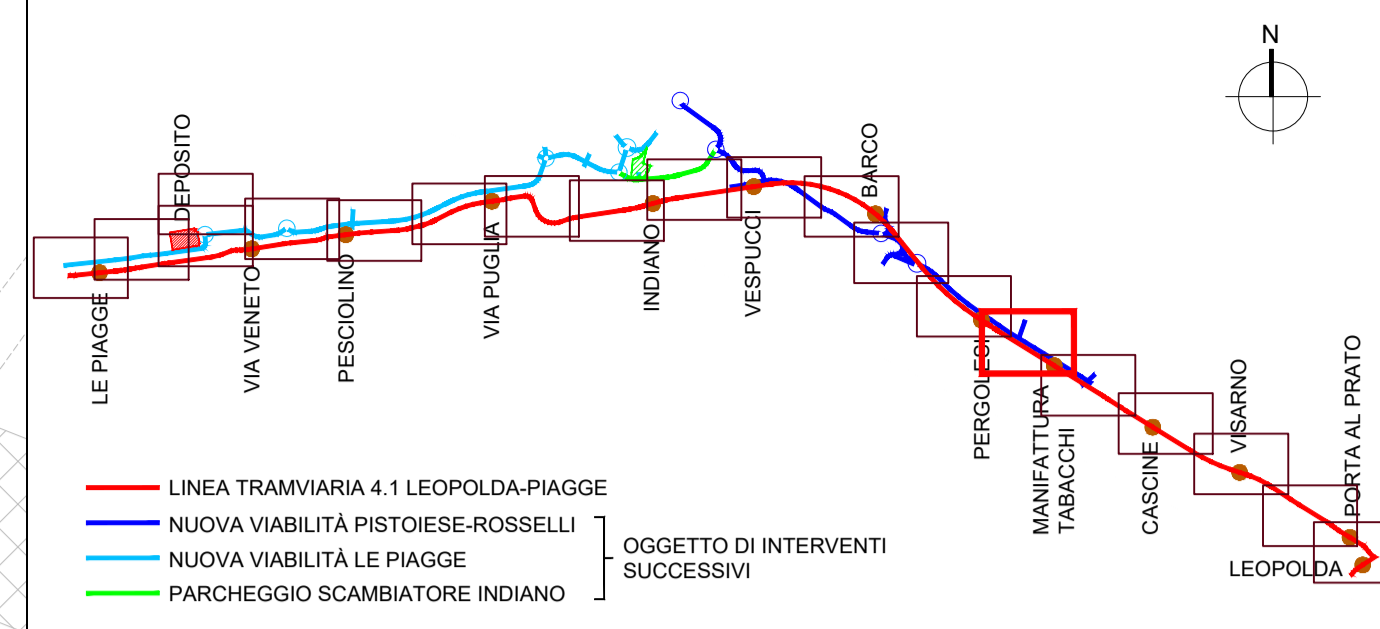 N
DEPOSITO
BARCO
LE PIAGGE
VIA VENETO
PESCIOLINO
VIA PUGLIA
INDIANO
VESPUCCI
PERGOLESI
MANIFATTURA
TABACCHI
CASCINE
VISARNO
PORTA AL PRATO
LEOPOLDA
LINEA TRAMVIARIA 4.1 LEOPOLDA-PIAGGE
NUOVA VIABILITÀ PISTOIESE-ROSSELLI
NUOVA VIABILITÀ LE PIAGGE
PARCHEGGIO SCAMBIATORE INDIANO
OGGETTO DI INTERVENTI
SUCCESSIVI